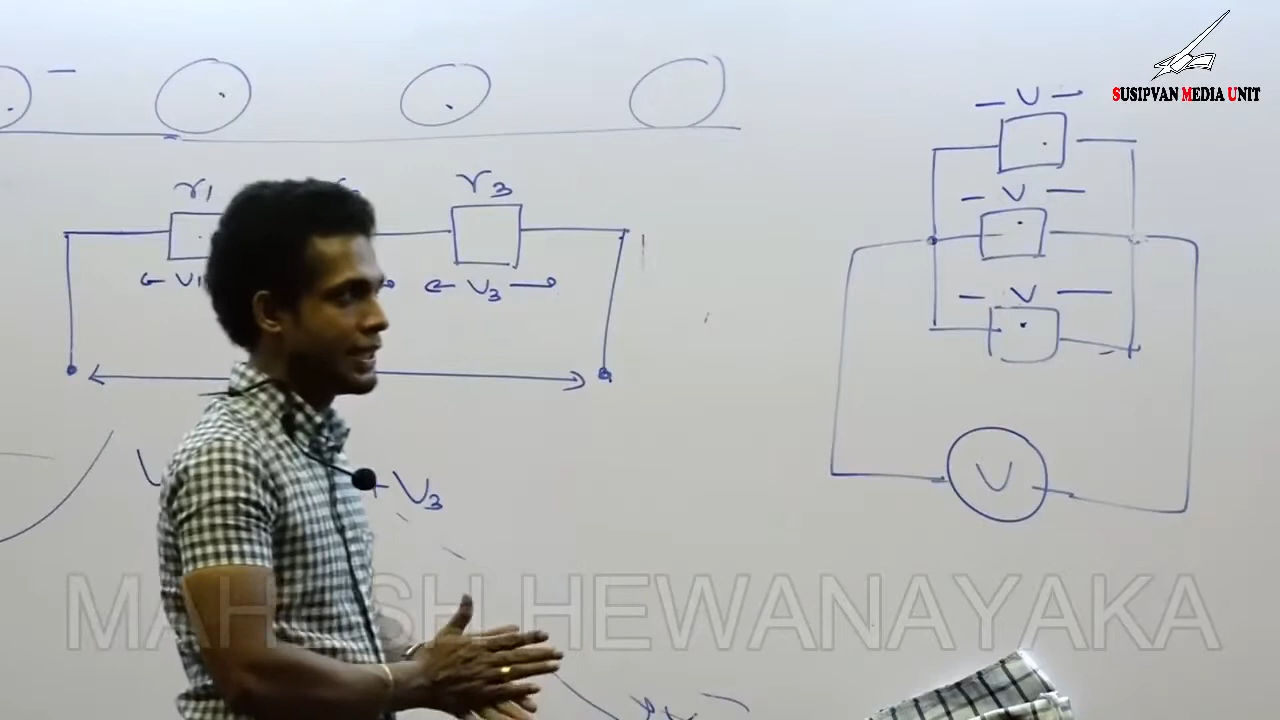 SUSIPVAN MEDIA UNIT
V
r1 r3
V
V1 V3
V
V
+ V3
MAHESH HEWANAYAKA